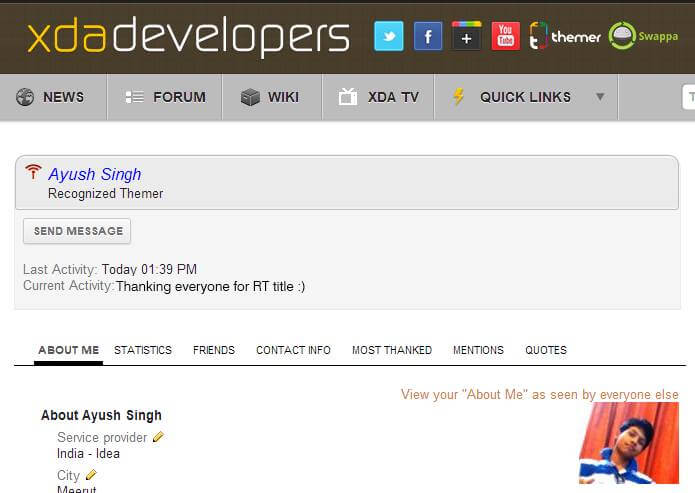 xdadevelopers
You Tube themer Swappa
NEWS FORUM WIKI XDA TV QUICK LINKS T
Ayush Singh
Recognized Themer
SEND MESSAGE
Last Activity: Today 01:39 PM
Current Activity:Thanking everyone for RT title :)
ABOUT ME STATISTICS FRIENDS CONTACT INFO MOST THANKED MENTIONS QUOTES
View your "About Me" as seen by everyone else
About Ayush Singh
Service provider
India - Idea
City
Meerut